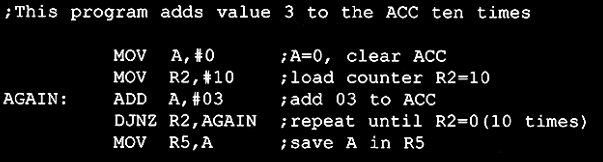 ;This program adds value 3 to the ACC ten times
MOV A,#0 ;A=0, clear ACC
MOV R2,#10 ;load counter R2=10
AGAIN: ADD A,#03 ;add 03 to ACC
DJNZ R2,AGAIN ;repeat until R2=0(10 times)
MOV R5,A ;save A in R5